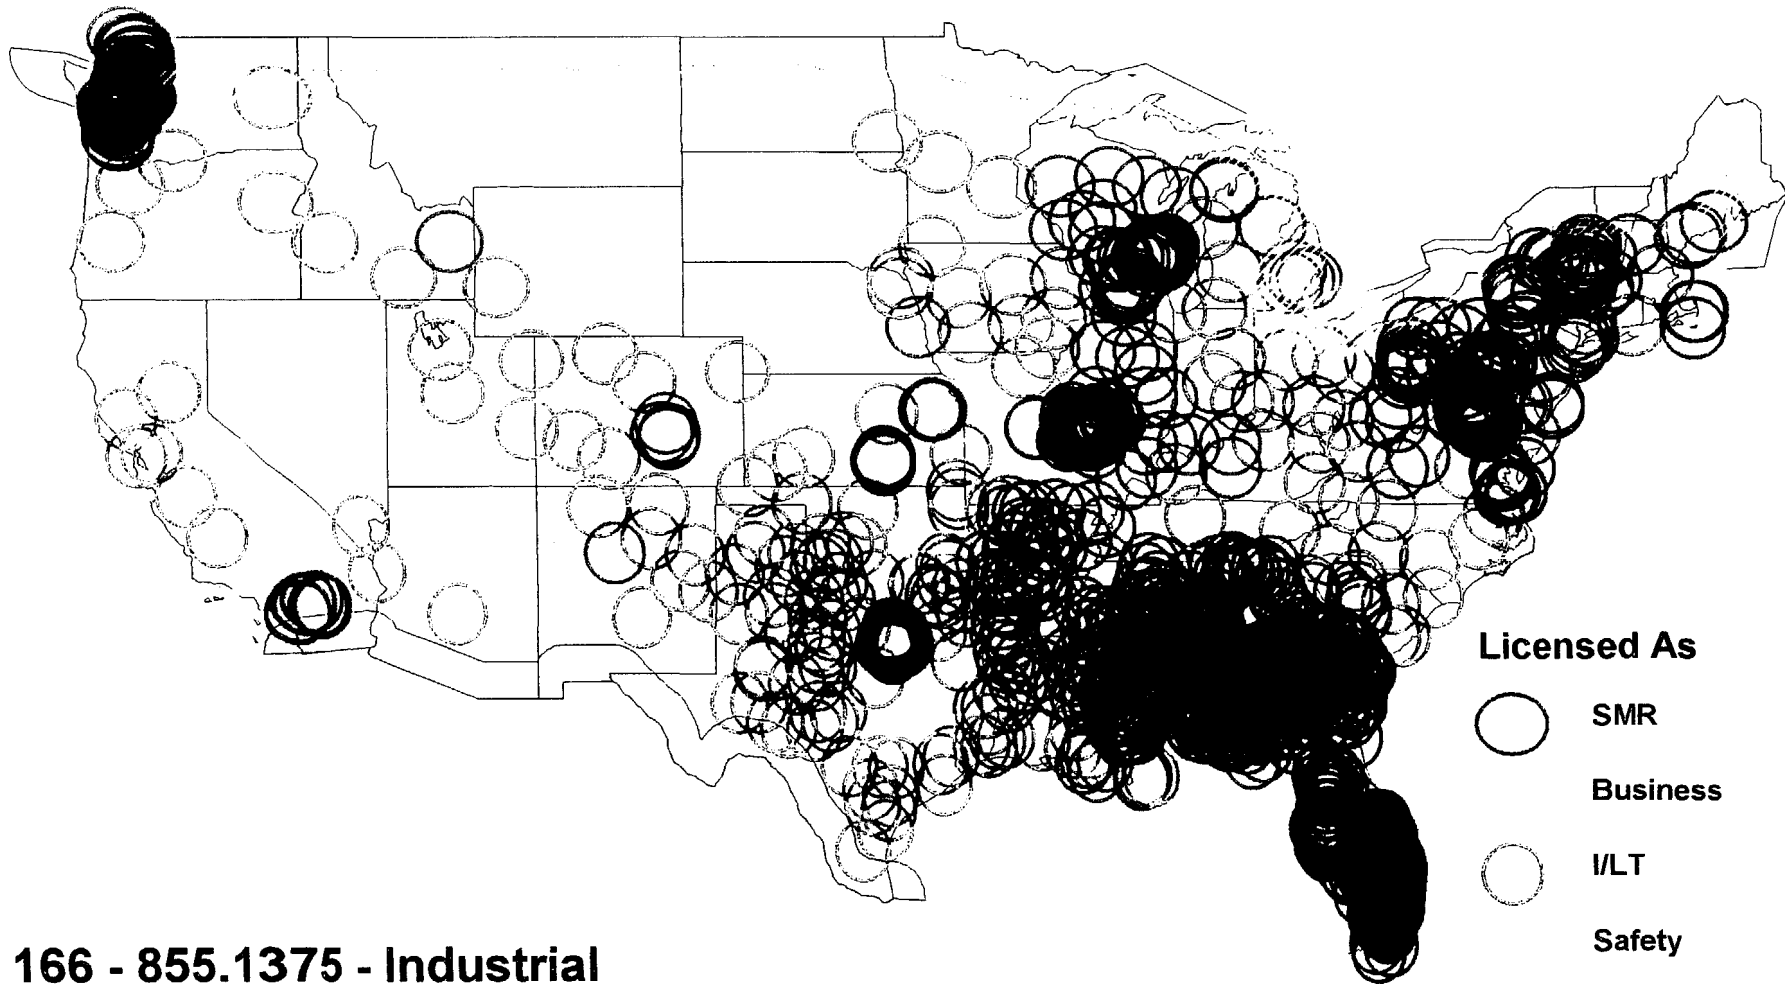 Licensed As
SMR
Business
I/LT
Safety
166 - 855.1375 - Industrial